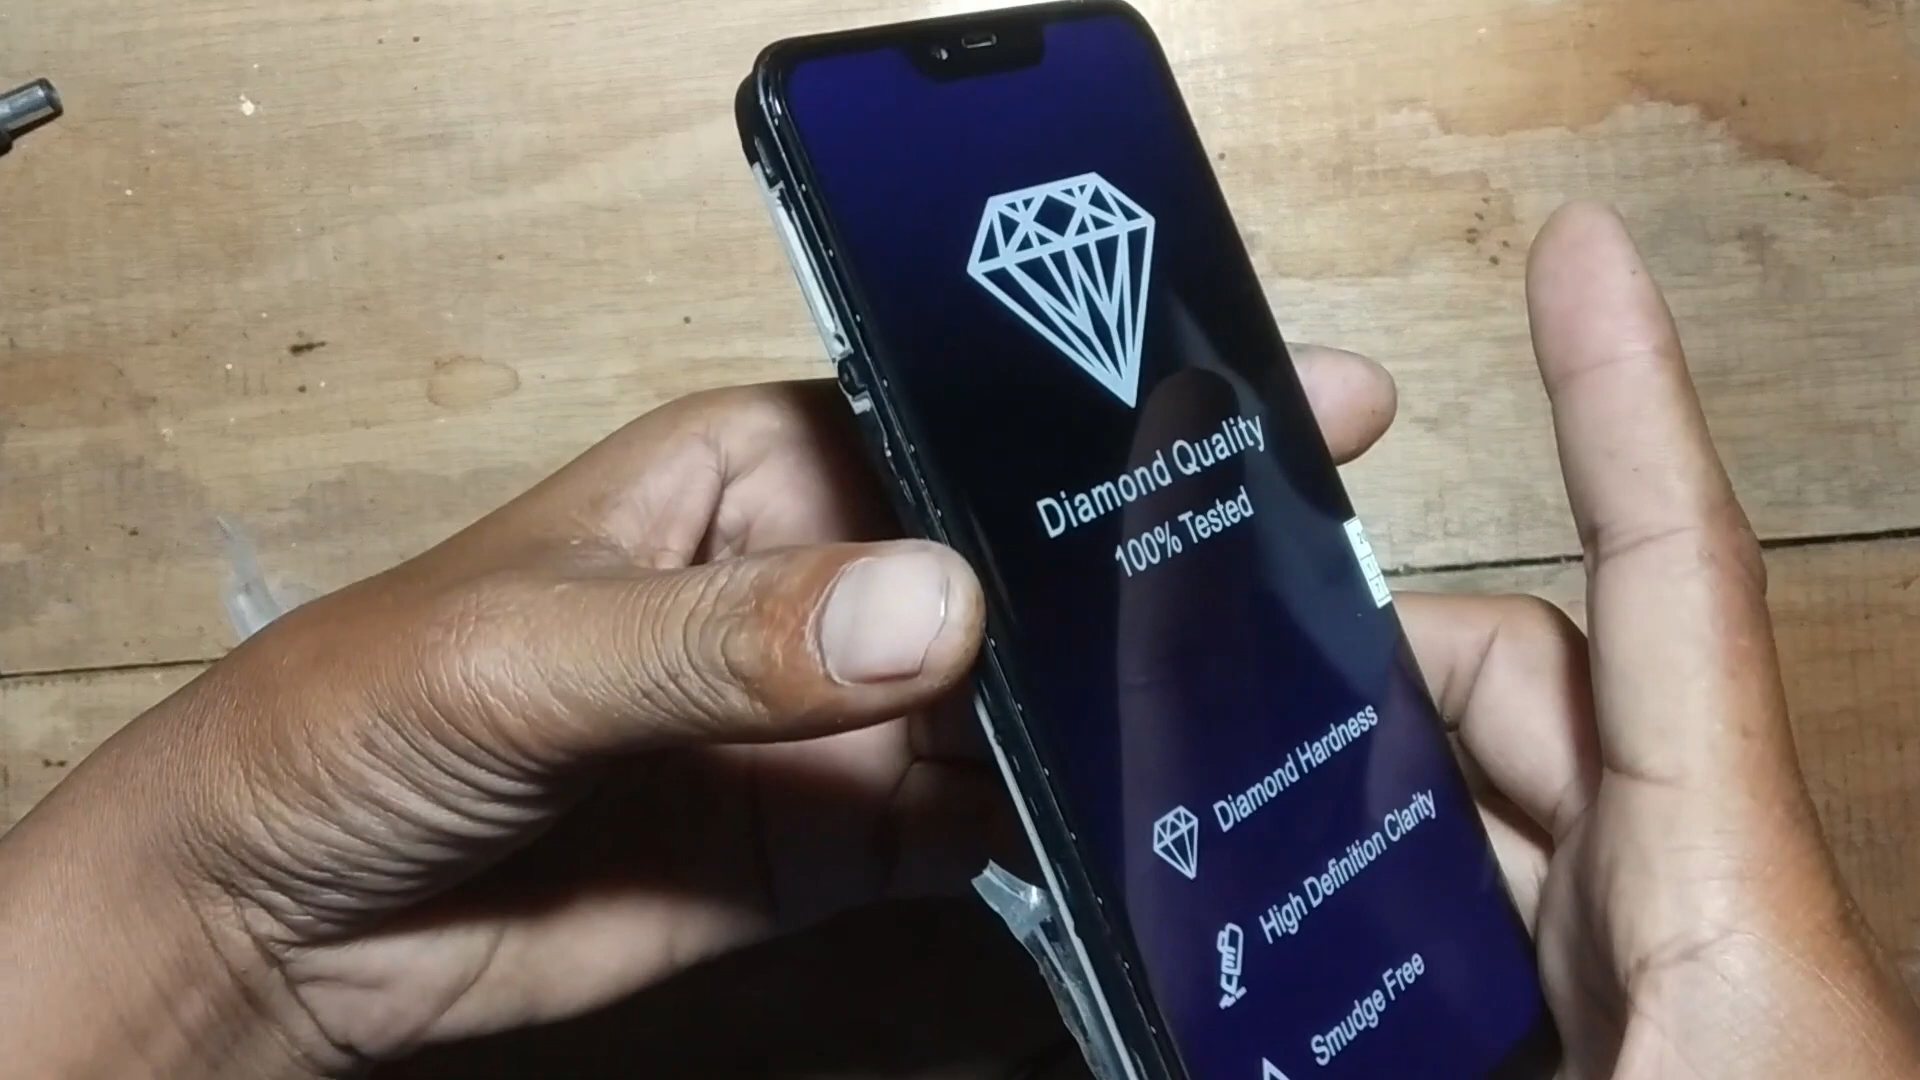 Diamond Quality
100% Tested
Diamond Hardness
High Definition Clarity
Smudge Free